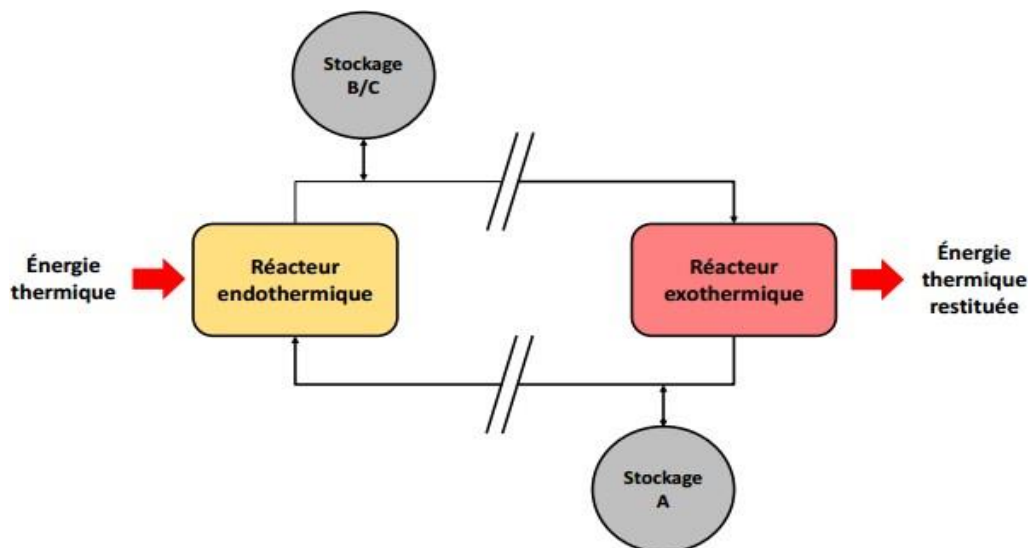 Stockage
B/C
Énergie
thermique
Réacteur
endothermique
Réacteur
exothermique
Énergie
thermique
restituée
Stockage
A